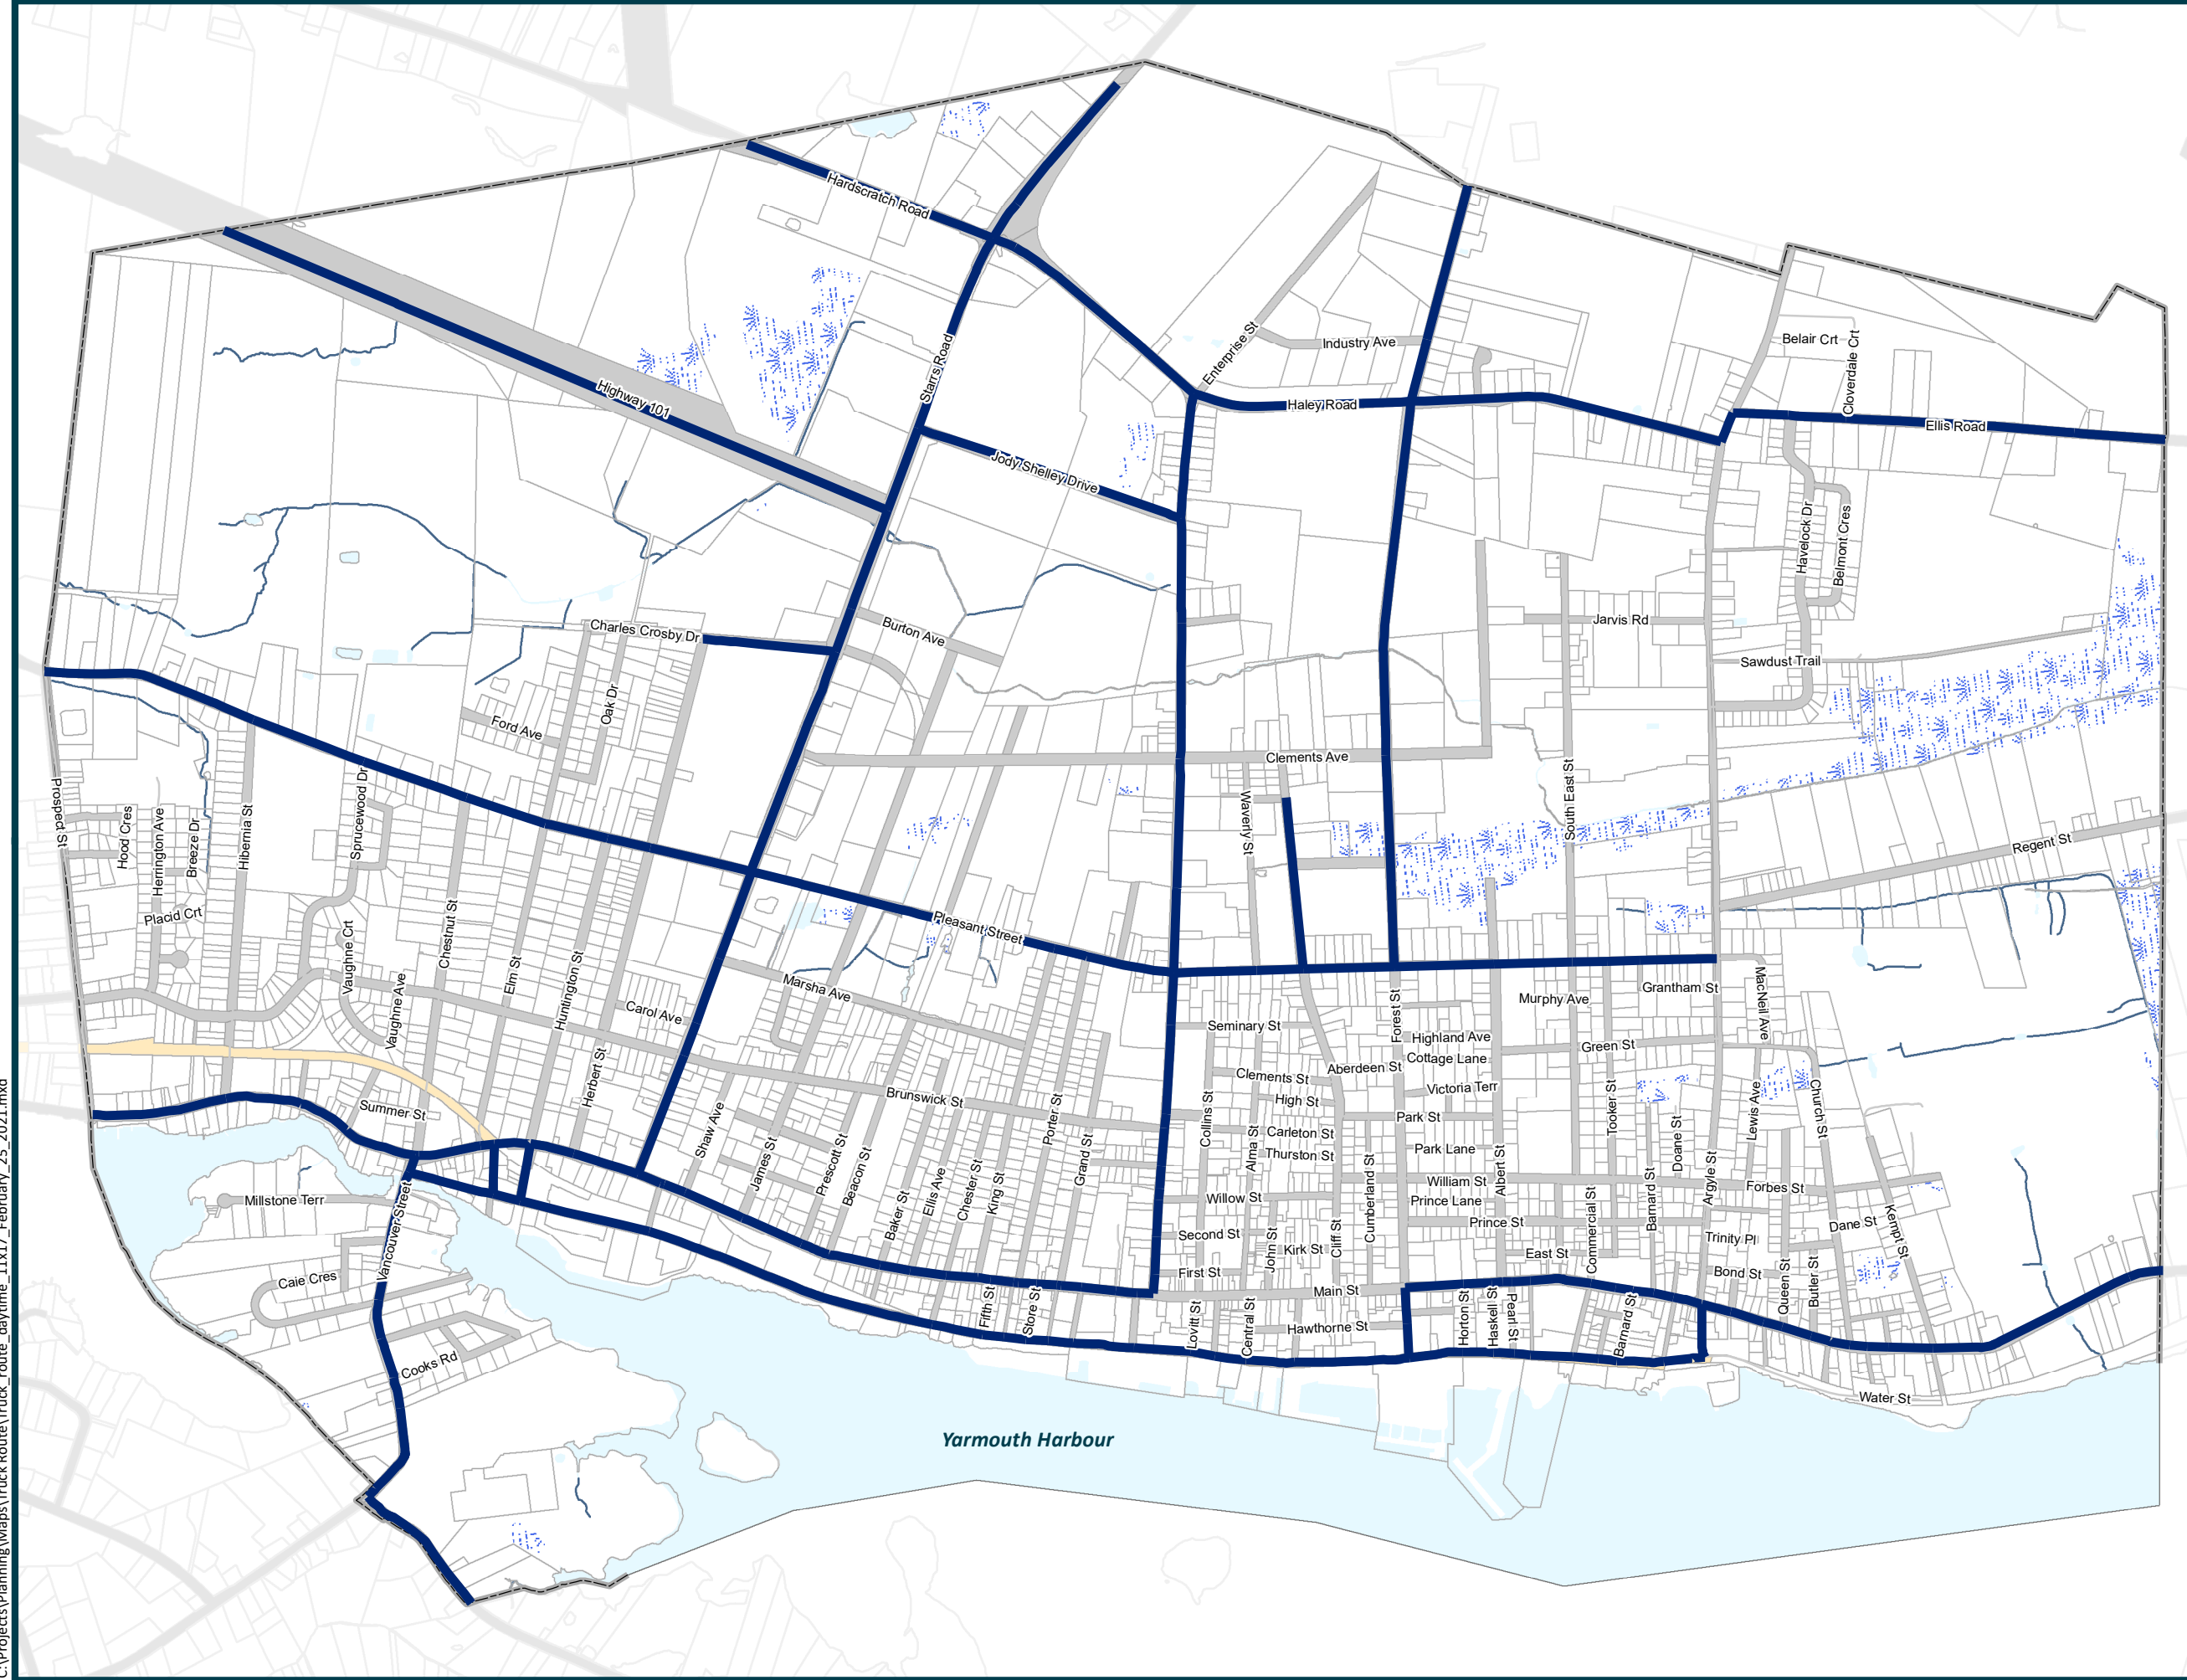 Hardscratch Road
Highway 101
Starrs Road
Enterprise St
Industry Ave
Belair Crt
Cloverdale Crt
Haley Road
Ellis Road
Jody Shelley Drive
Havelock Dr
Belmont Cres
Charles Crosby Dr
Burton Ave
Jarvis Rd
Sawdust Trail
Oak Dr
Ford Ave
Clements Ave
South East St
Prospect St
Hood Cres
Herrington Ave
Breeze Dr
Hibernia St
Sprucewood Dr
Waverly St
Regent St
Placid Crt
Chestnut St
Pleasant Street
Vaughne Crt
Elm St
Huntington St
Marsha Ave
Murphy Ave
Grantham St
MacNeil Ave
Vaughne Ave
Carol Ave
Forest St
Seminary St
Highland Ave
Green St
Cottage Lane
Aberdeen St
Clements St
Victoria Terr
Herbert St
Summer St
Brunswick St
High St
Park St
Tooker St
Lewis Ave
Church St
Shaw Ave
Porter St
Collins St
Carleton St
Doane St
Thurston St
Park Lane
Alma St
James St
Prescott St
Beacon St
Grand St
Albert St
Argyle St
Millstone Terr
Vancouver Street
Baker St
Ellis Ave
Chester St
King St
Willow St
William St
Prince Lane
Forbes St
Cumberland St
Barnard St
Prince St
Dane St
Kempt St
Second St
John St
Kirk St
Cliff St
East St
Commercial St
Trinity Pl
First St
Bond St
Queen St
Butler St
Caie Cres
Fifth St
Store St
Main St
Horton St
Haskell St
Pearl St
Barnard St
Lovitt St
Central St
Hawthorne St
Cooks Rd
Water St
Yarmouth Harbour
C:\Projects\Planning\Maps\Truck Route\Truck_route_daytime_11x17_February_25_2021.mxd